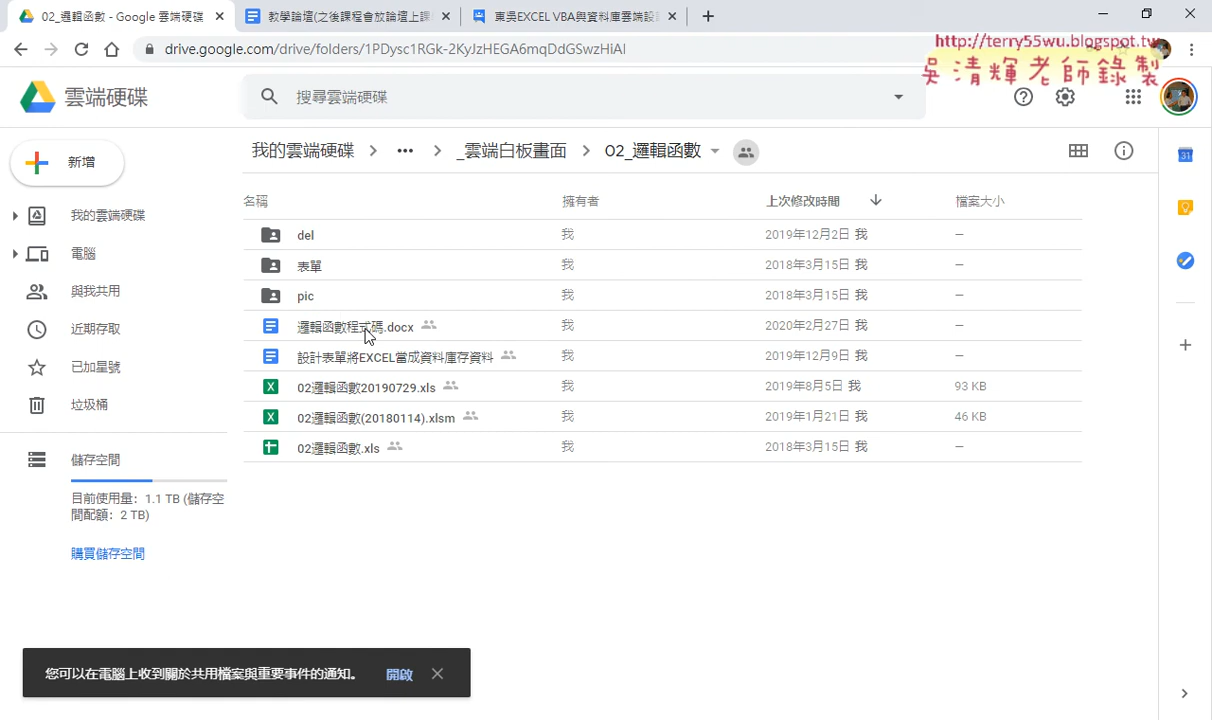 02_邏輯函數 - Google 雲端硬碟
教學論壇(之後課程會放論壇上課
東吳EXCEL VBA與資料庫雲端設
drive.google.com/drive/folders/1PDysc1RGk-2KyJzHEGA6mqDdGSwzHiAI
http://terry55wu.blogspot.tw
吳清輝老師錄製
雲端硬碟
搜尋雲端硬碟
新增
我的雲端硬碟
•••
_雲端白板畫面
02_邏輯函數
31
名稱
擁有者
上次修改時間
檔案大小
我的雲端硬碟
電腦
與我共用
近期存取
已加星號
垃圾桶
儲存空間
目前使用量：1.1 TB (儲存空
間配額：2 TB)
購買儲存空間
del 我 2019年12月2日 我 —
表單 我 2018年3月15日 我 —
pic 我 2018年3月15日 我 —
邏輯函數程式碼.docx 我 2020年2月27日 我 —
設計表單將EXCEL當成資料庫存資料 我 2019年12月9日 我 —
02邏輯函數20190729.xls 我 2019年8月5日 我 93 KB
02邏輯函數(20180114).xlsm 我 2019年1月21日 我 46 KB
02邏輯函數.xls 我 2018年3月15日 我 —
您可以在電腦上收到關於共用檔案與重要事件的通知。 開啟